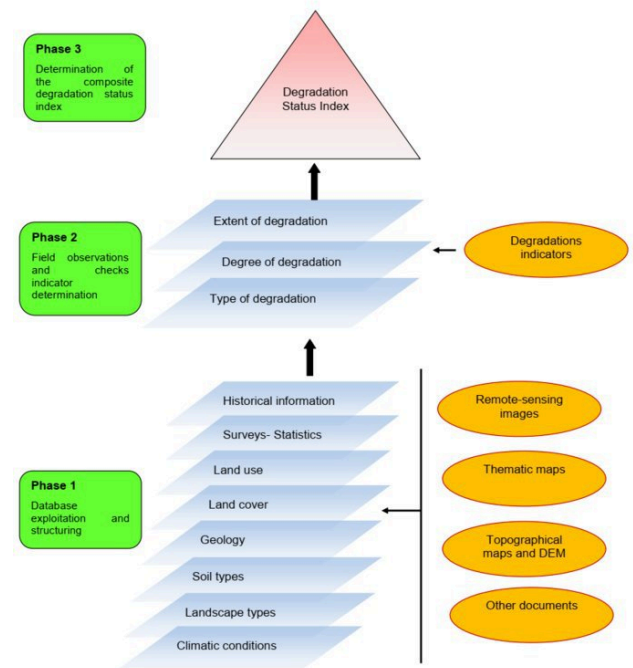 Phase 3
Determination of
the composite
degradation status
index
Degradation
Status Index
Phase 2
Field observations
and checks
indicator
determination
Extent of degradation
Degree of degradation
Type of degradation
Degradations
indicators
Phase 1
Database
exploitation and
structuring
Historical information
Surveys- Statistics
Land use
Land cover
Geology
Soil types
Landscape types
Climatic conditions
Remote-sensing
images
Thematic maps
Topographical
maps and DEM
Other documents